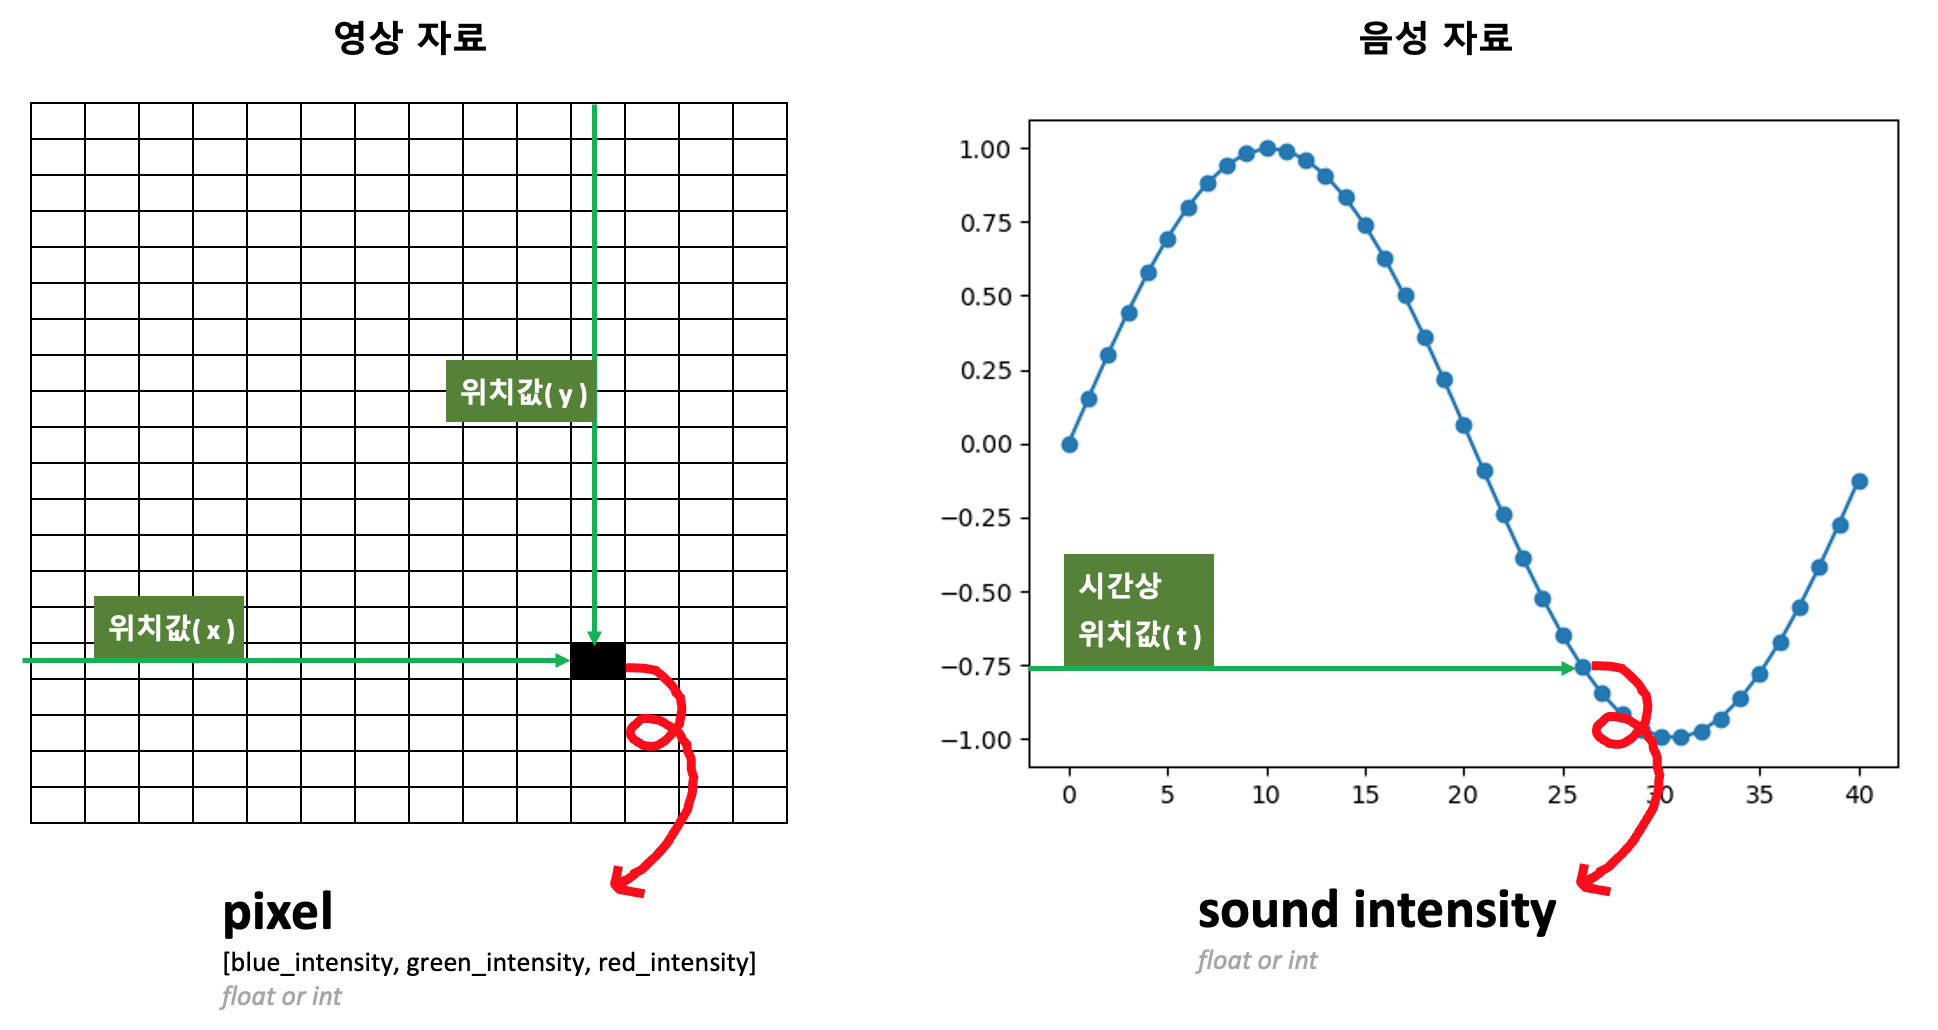 영상 자료
위치값( y )
위치값( x )
pixel
[blue_intensity, green_intensity, red_intensity]
float or int
음성 자료
1.00
0.75
0.50
0.25
0.00
−0.25
−0.50
−0.75
−1.00
시간상
위치값( t )
0 5 10 15 20 25 30 35 40
sound intensity
float or int